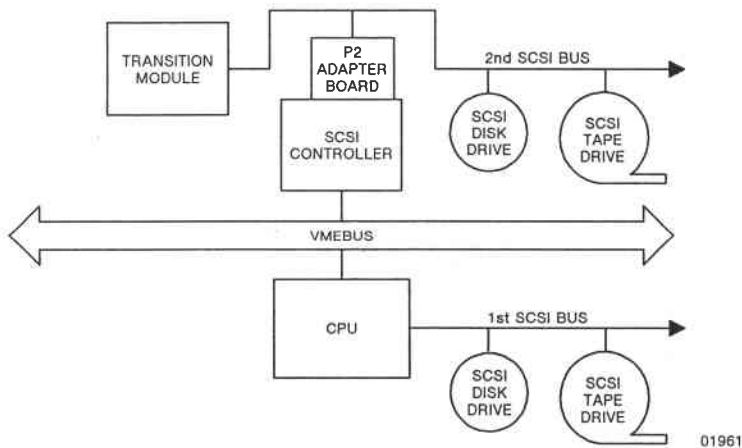 TRANSITION
MODULE
P2
ADAPTER
BOARD
SCSI
CONTROLLER
2nd SCSI BUS
SCSI
DISK
DRIVE
SCSI
TAPE
DRIVE
VMEBUS
CPU
1st SCSI BUS
SCSI
DISK
DRIVE
SCSI
TAPE
DRIVE
01961